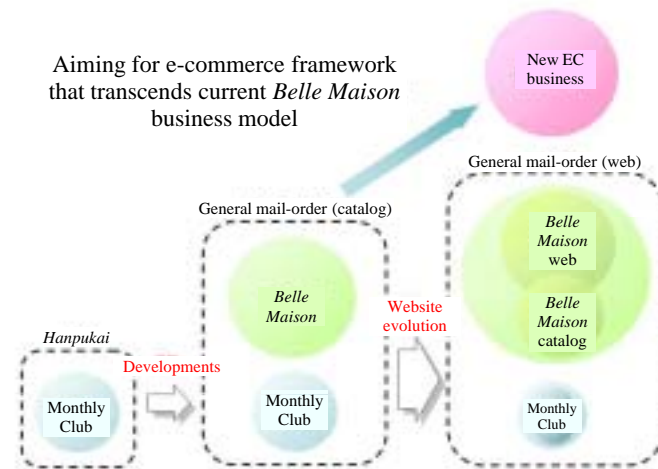 Aiming for e-commerce framework
that transcends current Belle Maison
business model
New EC
business
General mail-order (web)
General mail-order (catalog)
Belle
Maison
web
Belle
Maison
Website
evolution
Belle
Maison
catalog
Hanpukai
Developments
Monthly
Club
Monthly
Club
Monthly
Club